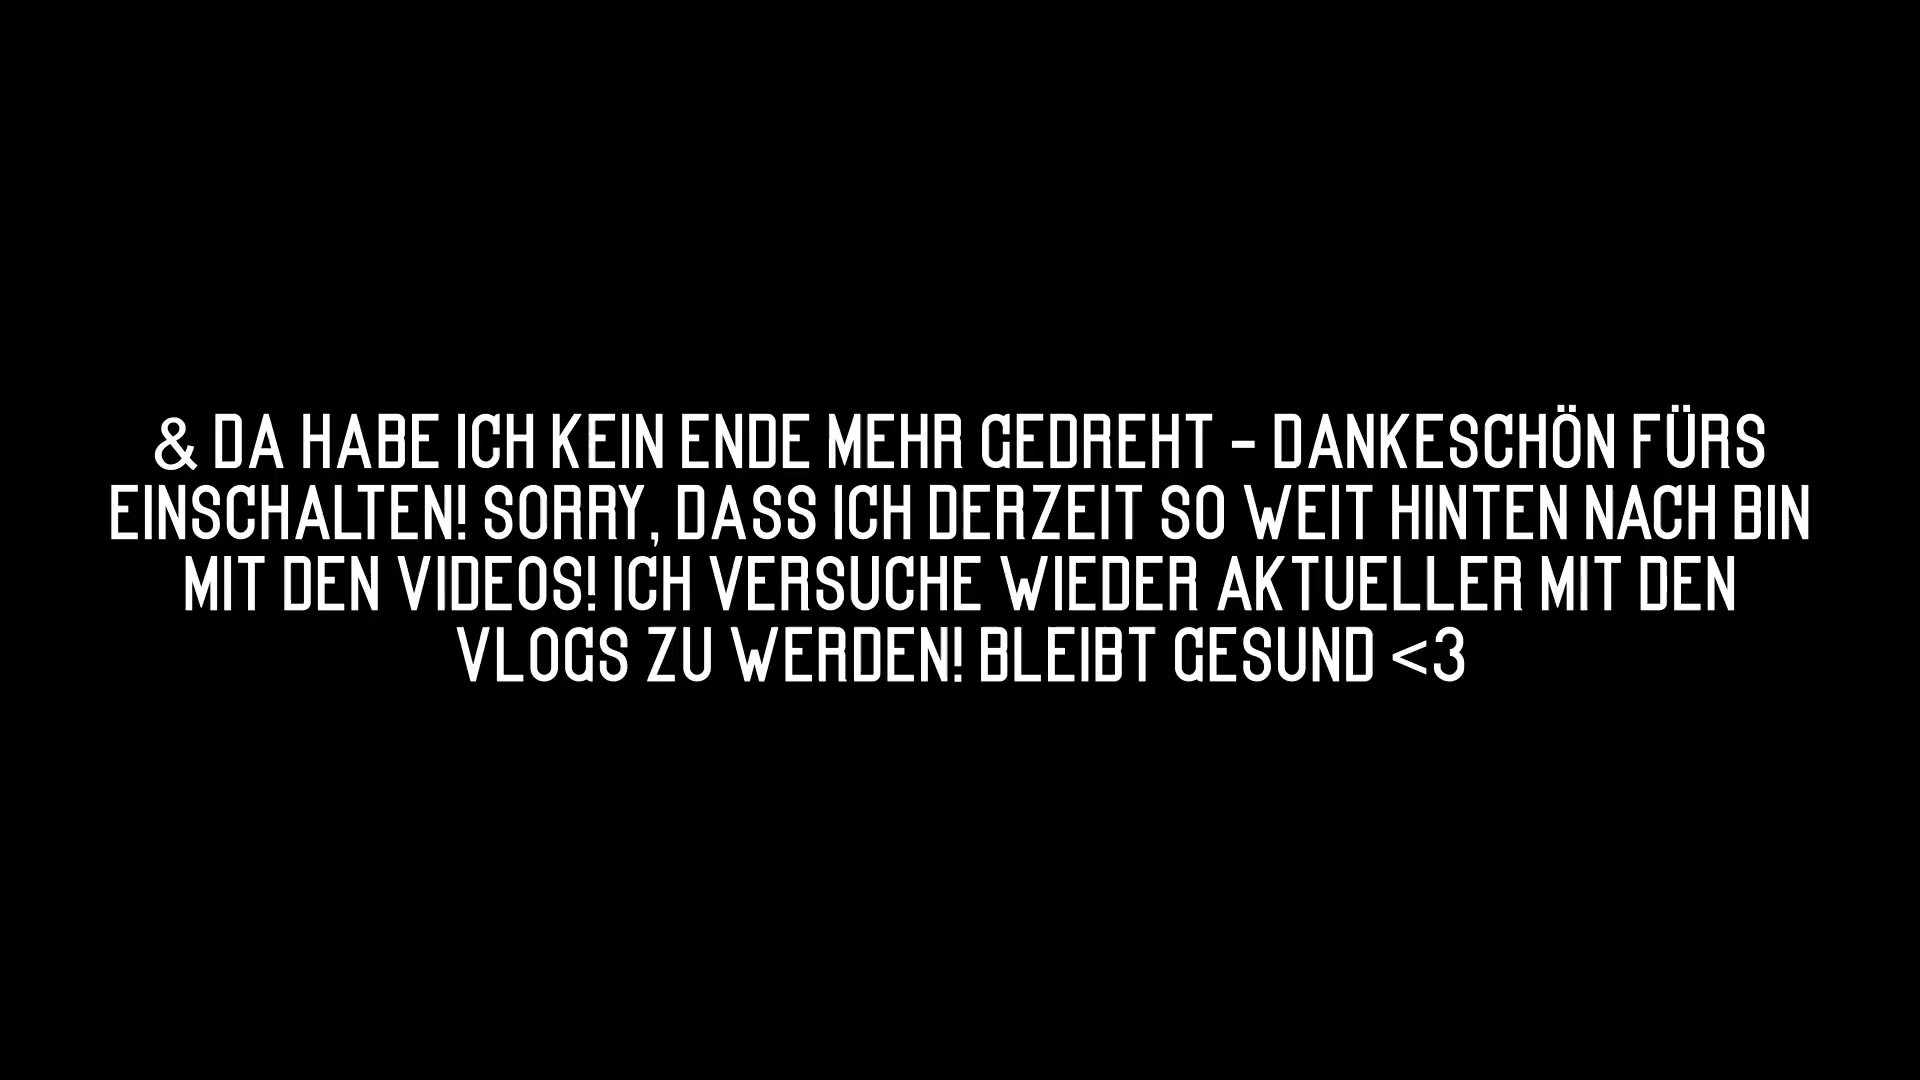 & DA HABE ICH KEIN ENDE MEHR GEDREHT - DANKESCHÖN FÜRS
EINSCHALTEN! SORRY, DASS ICH DERZEIT SO WEIT HINTEN NACH BIN
MIT DEN VIDEOS! ICH VERSUCHE WIEDER AKTUELLER MIT DEN
VLOGS ZU WERDEN! BLEIBT GESUND <3